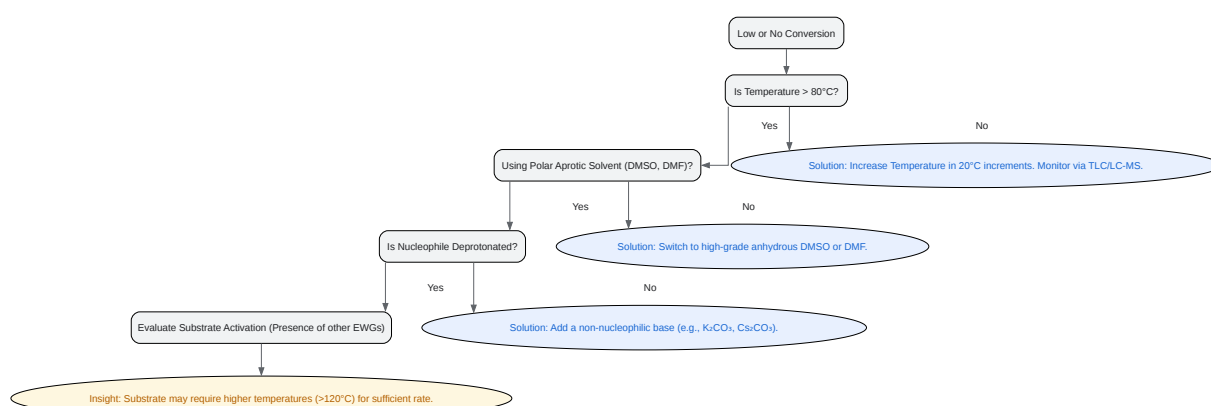 Low or No Conversion
Is Temperature > 80°C?
Yes
No
Using Polar Aprotic Solvent (DMSO, DMF)?
Solution: Increase Temperature in 20°C increments. Monitor via TLC/LC-MS.
Yes
No
Is Nucleophile Deprotonated?
Solution: Switch to high-grade anhydrous DMSO or DMF.
Yes
No
Evaluate Substrate Activation (Presence of other EWGs)
Solution: Add a non-nucleophilic base (e.g., K₂CO₃, Cs₂CO₃).
Insight: Substrate may require higher temperatures (>120°C) for sufficient rate.